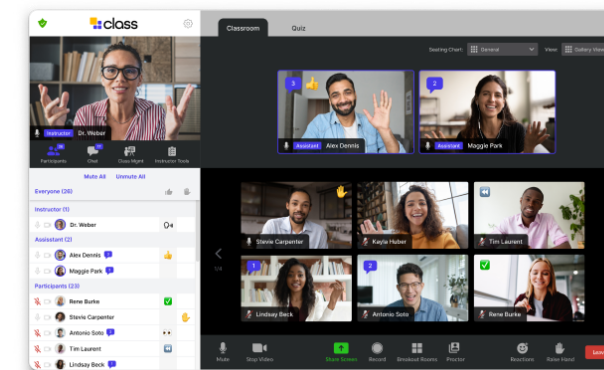 class
Classroom
Quiz
Seating Chart: General
View: Gallery View
Instructor Dr. Weber
3
Assistant Alex Dennis
2
Assistant Maggie Park
Participants
Chat
Class Mgmt
Instructor Tools
Mute All
Unmute All
Everyone (26)
Instructor (1)
Dr. Weber
Assisstant (2)
Alex Dennis
Maggie Park
Participants (23)
Rene Burke
Stevie Carpenter
Antonio Soto
Tim Laurent
Lindsay Beck
Stevie Carpenter
Kayla Huber
Tim Laurent
1
Lindsay Beck
2
Antonio Soto
Rene Burke
Mute
Stop Video
Share Screen
Record
Breakout Rooms
Proctor
Reactions
Raise Hand